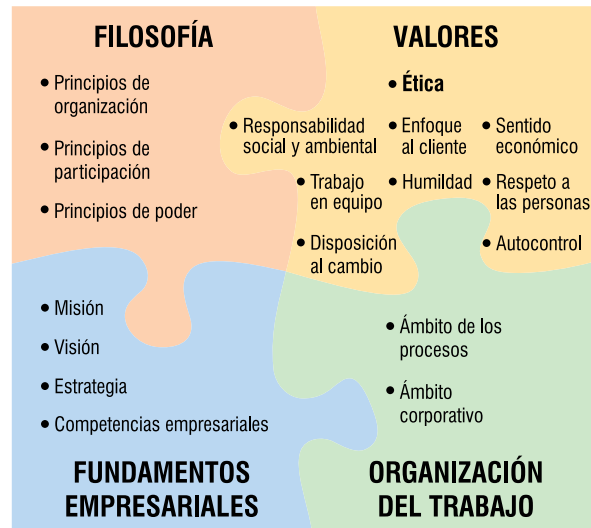 FILOSOFÍA
• Principios de
organización
• Principios de
participación
• Principios de poder
VALORES
• Ética
• Responsabilidad
social y ambiental
• Enfoque
al cliente
• Sentido
económico
• Trabajo
en equipo
• Humildad
• Respeto a
las personas
• Disposición
al cambio
• Autocontrol
• Misión
• Visión
• Estrategia
• Competencias empresariales
FUNDAMENTOS
EMPRESARIALES
• Ámbito de los
procesos
• Ámbito
corporativo
ORGANIZACIÓN
DEL TRABAJO